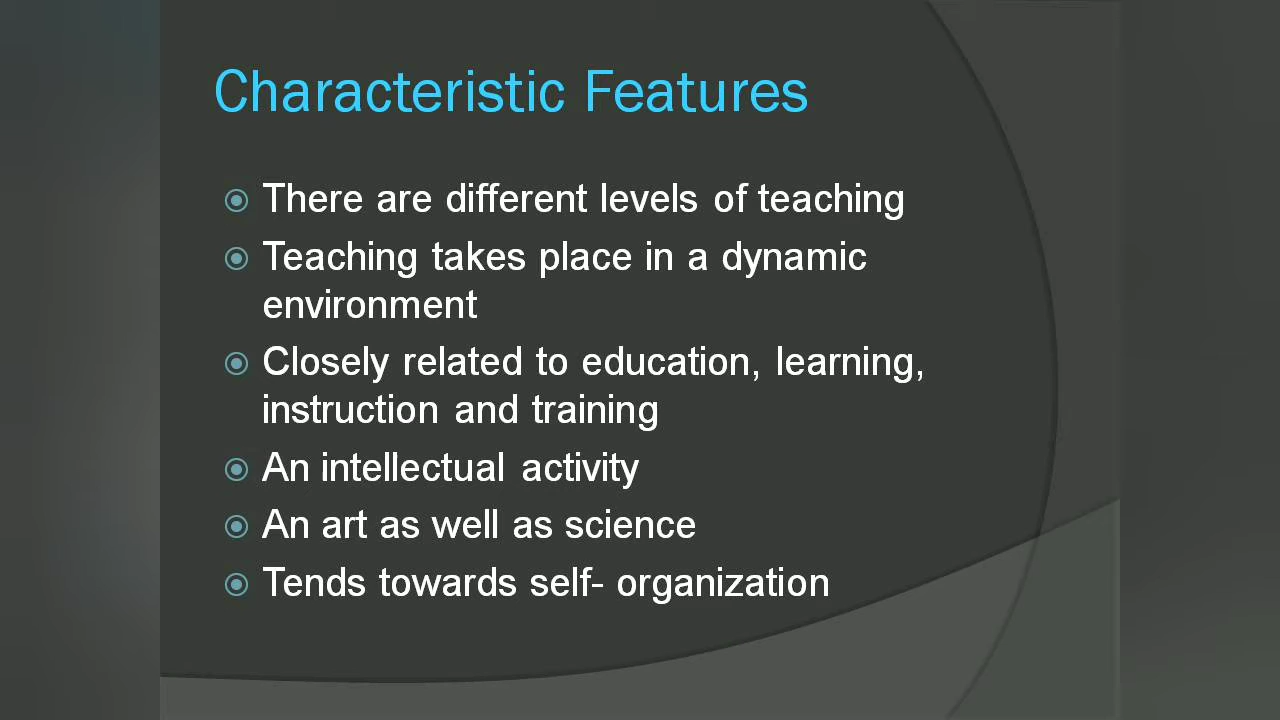 Characteristic Features
There are different levels of teaching
Teaching takes place in a dynamic
environment
Closely related to education, learning,
instruction and training
An intellectual activity
An art as well as science
Tends towards self- organization